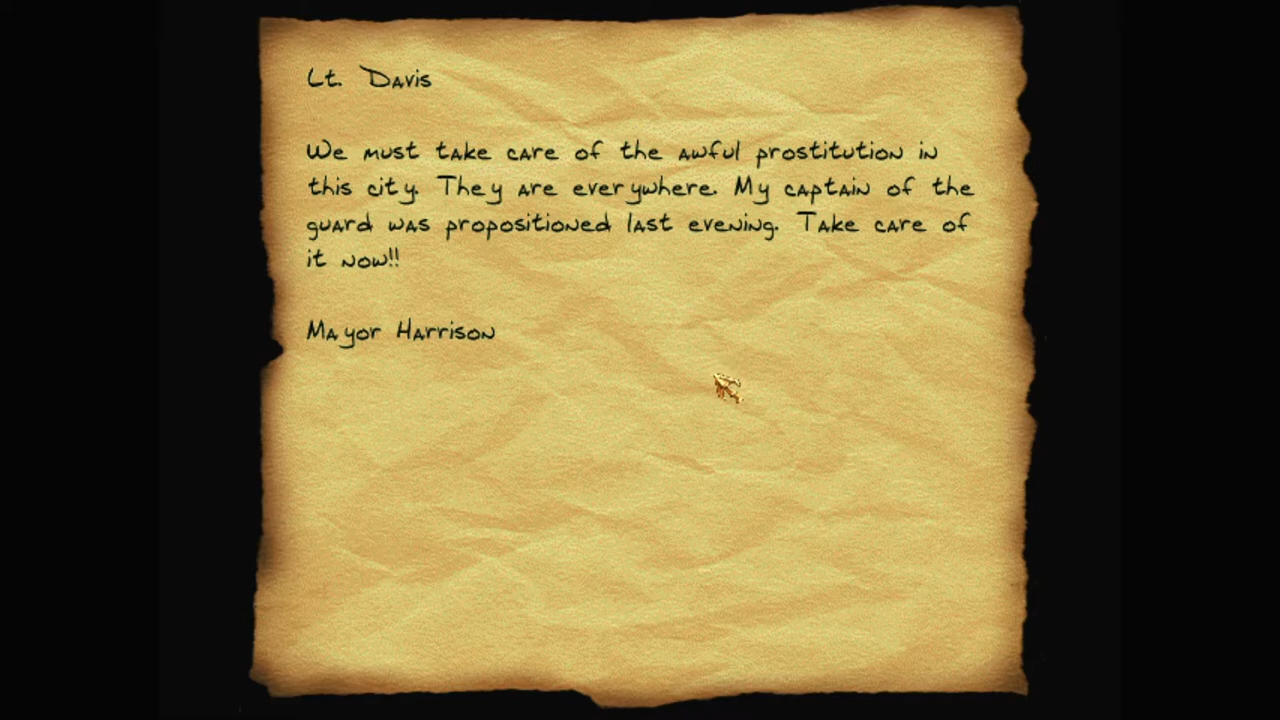 Lt. Davis
We must take care of the awful prostitution in
this city. They are everywhere. My captain of the
guard was propositioned last evening. Take care of
it now!!
Mayor Harrison